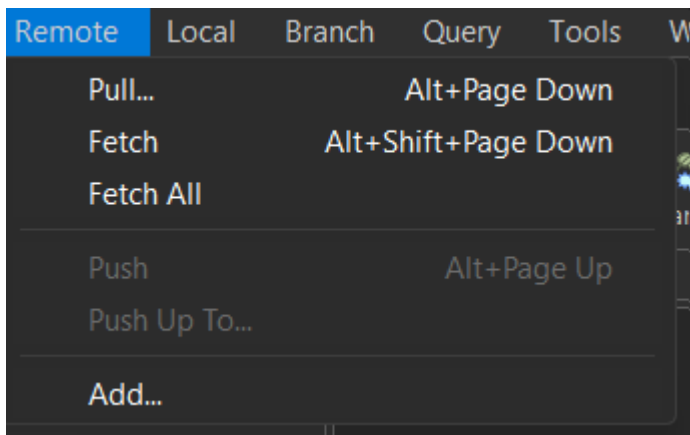 Remote Local Branch Query Tools W
Pull... Alt+Page Down
Fetch Alt+Shift+Page Down
Fetch All
Push Alt+Page Up
Push Up To...
Add...